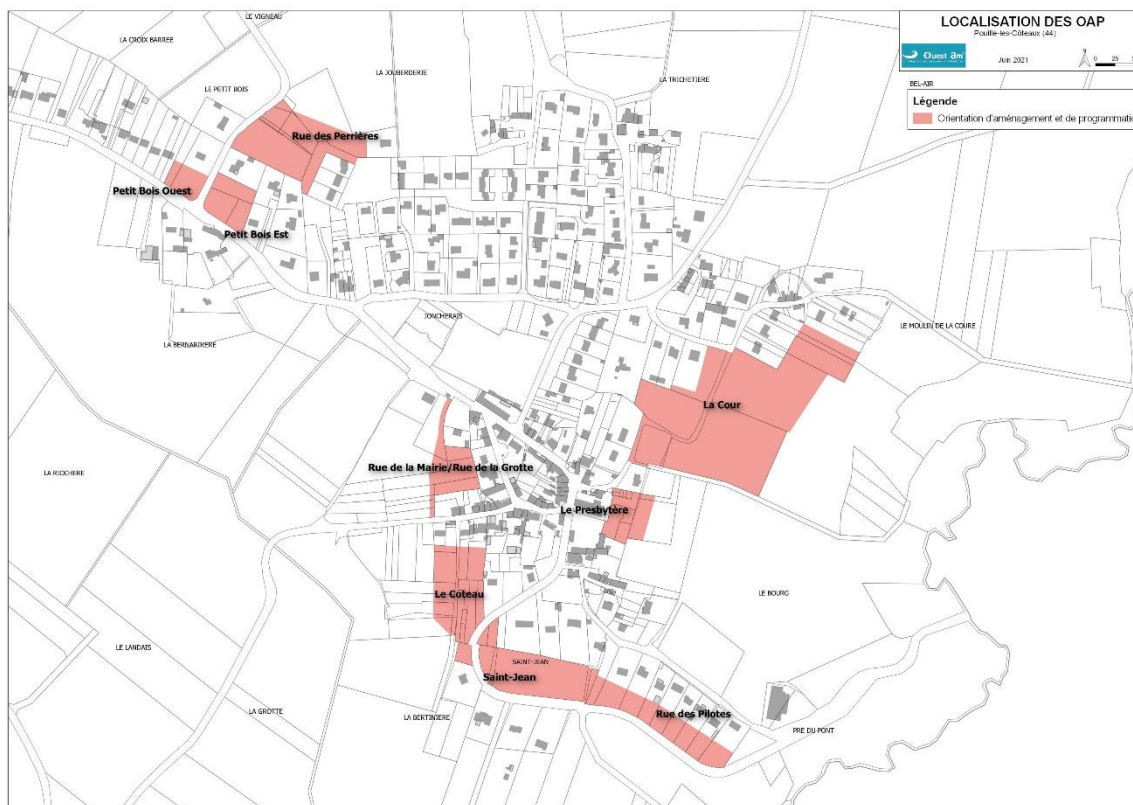 LOCALISATION DES OAP
Pouille-les-Côteaux (44)
Ouest Am'
Juin 2021
N
0 25
Légende
Orientation d'aménagement et de programmatio
LE VIGNEAU
LA CROIX BARREE
LE PETIT BOIS
LA JOUBERDERIE
LA TRICHETIERE
BEL-AIR
Rue des Perrières
Petit Bois Ouest
Petit Bois Est
JONCHERAIS
LA BERNARDIERE
LE MOULIN DE LA COURE
La Cour
LA RIOCHERE
Rue de la Mairie/Rue de la Grotte
Le Presbytère
Le Côteau
LE BOURG
LE LANDAIS
SAINT-JEAN
Saint-Jean
LA GROTTE
LA BERTINIERE
Rue des Pilotes
PRE DU PONT